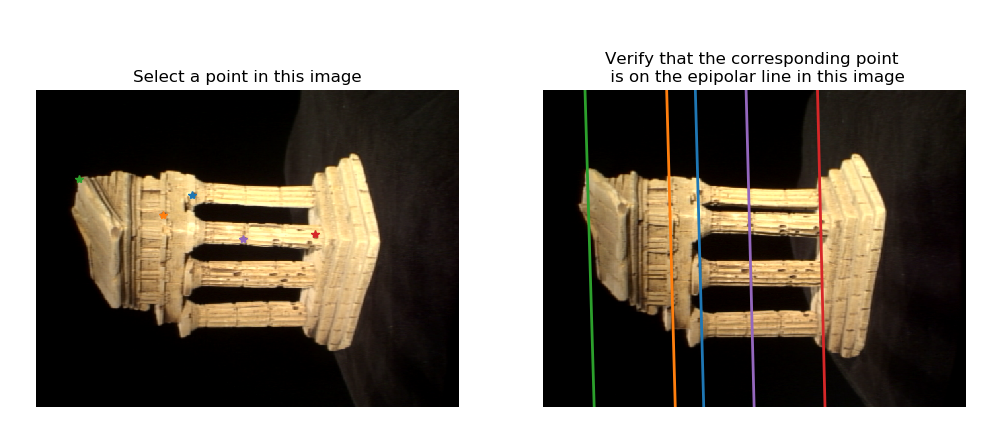 Select a point in this image
Verify that the corresponding point
is on the epipolar line in this image